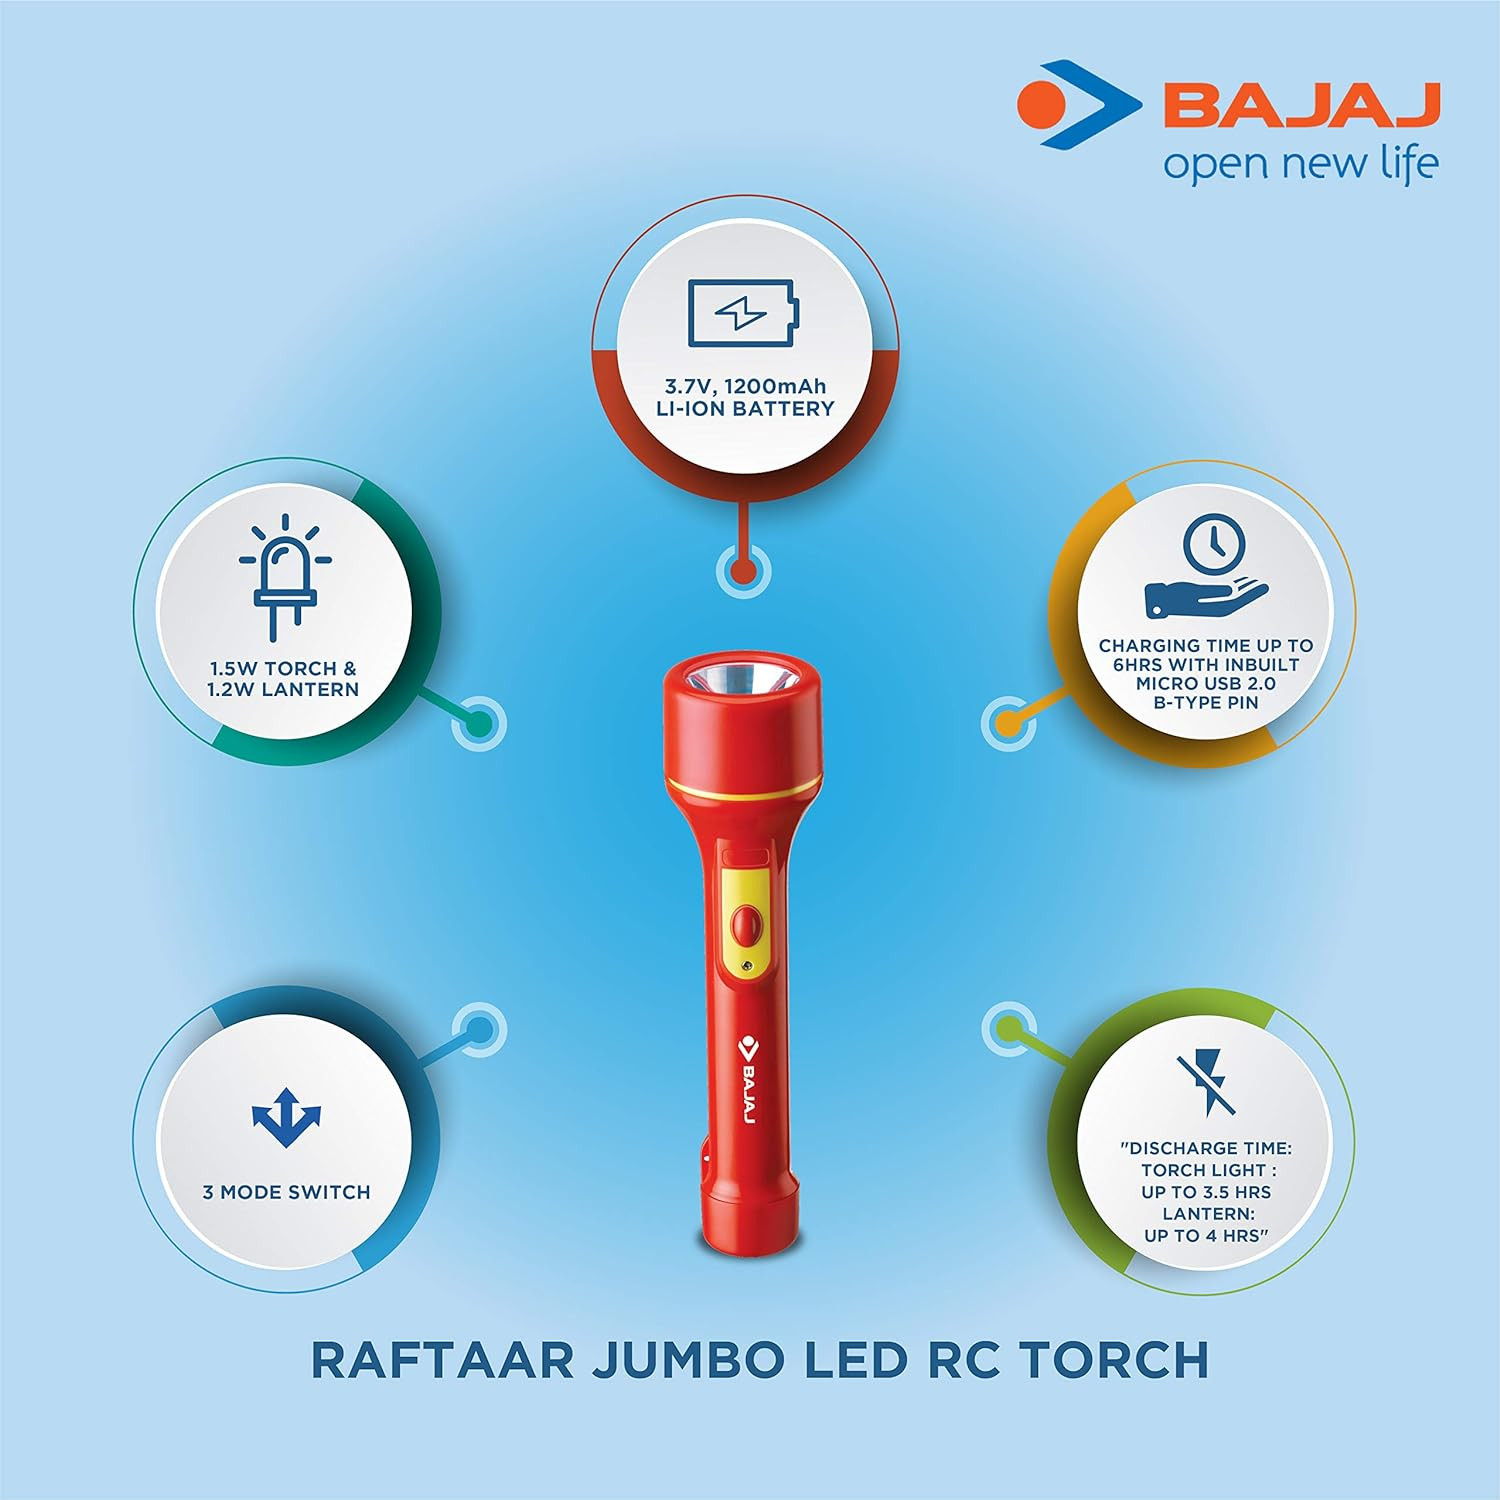 BAJAJ
open new life
3.7V, 1200mAh
LI-ION BATTERY
1.5W TORCH &
1.2W LANTERN
CHARGING TIME UP TO
6HRS WITH INBUILT
MICRO USB 2.0
B-TYPE PIN
BAJAJ
3 MODE SWITCH
"DISCHARGE TIME:
TORCH LIGHT :
UP TO 3.5 HRS
LANTERN:
UP TO 4 HRS"
RAFTAAR JUMBO LED RC TORCH